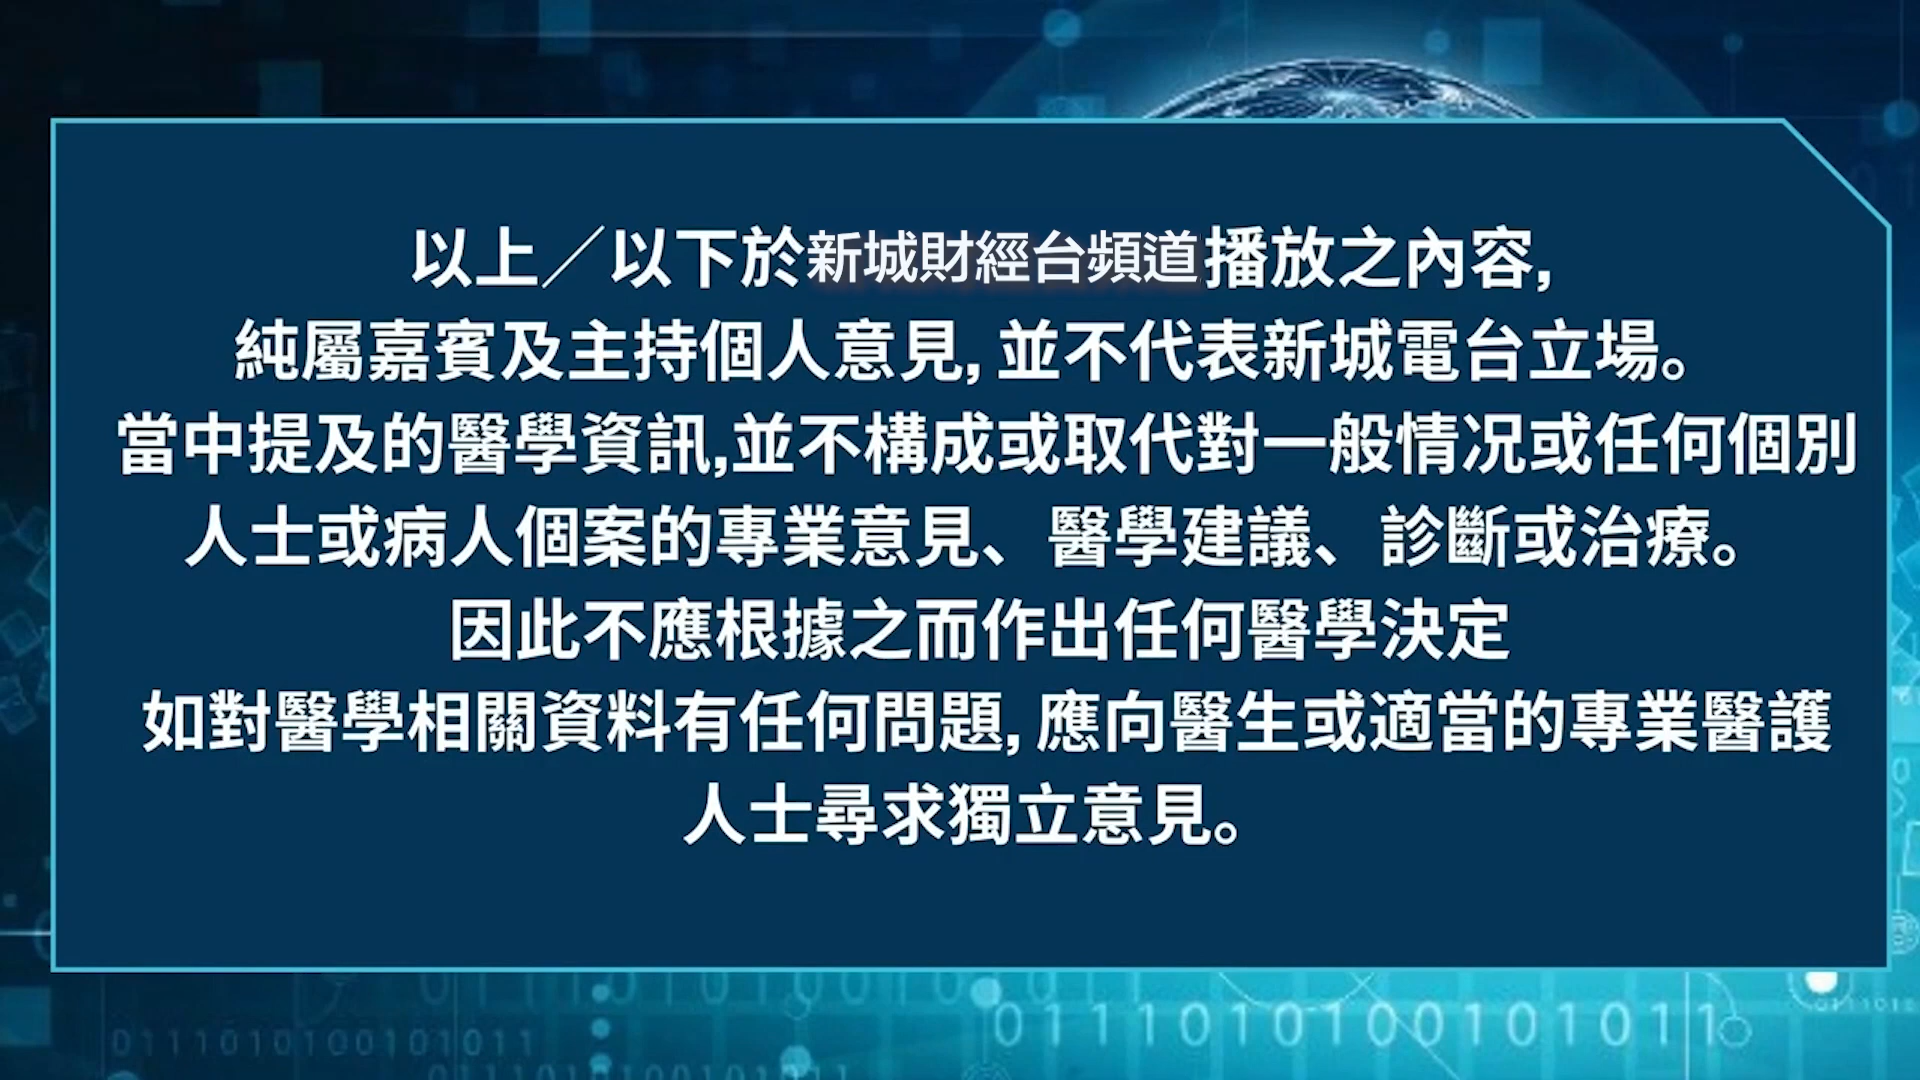 以上／以下於新城財經台頻道播放之內容,
純屬嘉賓及主持個人意見, 並不代表新城電台立場。
當中提及的醫學資訊,並不構成或取代對一般情况或任何個別
人士或病人個案的專業意見、醫學建議、診斷或治療。
因此不應根據之而作出任何醫學決定
如對醫學相關資料有任何問題, 應向醫生或適當的專業醫護
人士尋求獨立意見。
0111010100101011
0111010100101011